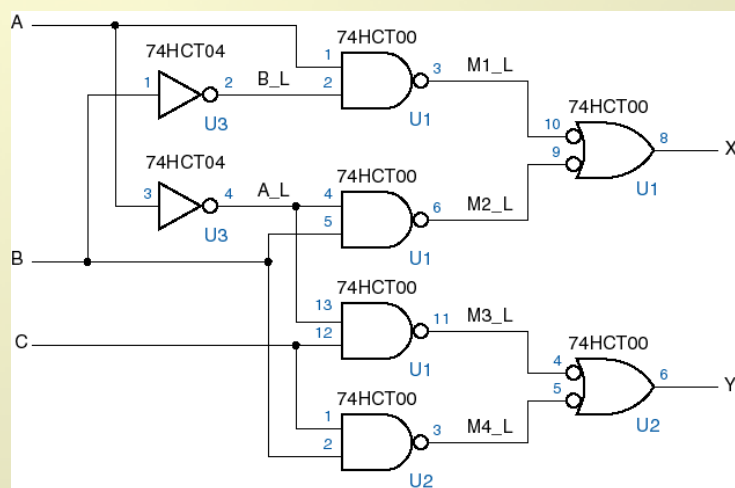 A
74HCT04
1
2
B_L
U3
74HCT00
1
2
3
M1_L
U1
74HCT00
10
9
8
X
U1
74HCT04
3
4
A_L
U3
74HCT00
4
5
6
M2_L
U1
B
74HCT00
13
12
11
M3_L
U1
C
74HCT00
4
5
6
Y
U2
74HCT00
1
2
3
M4_L
U2